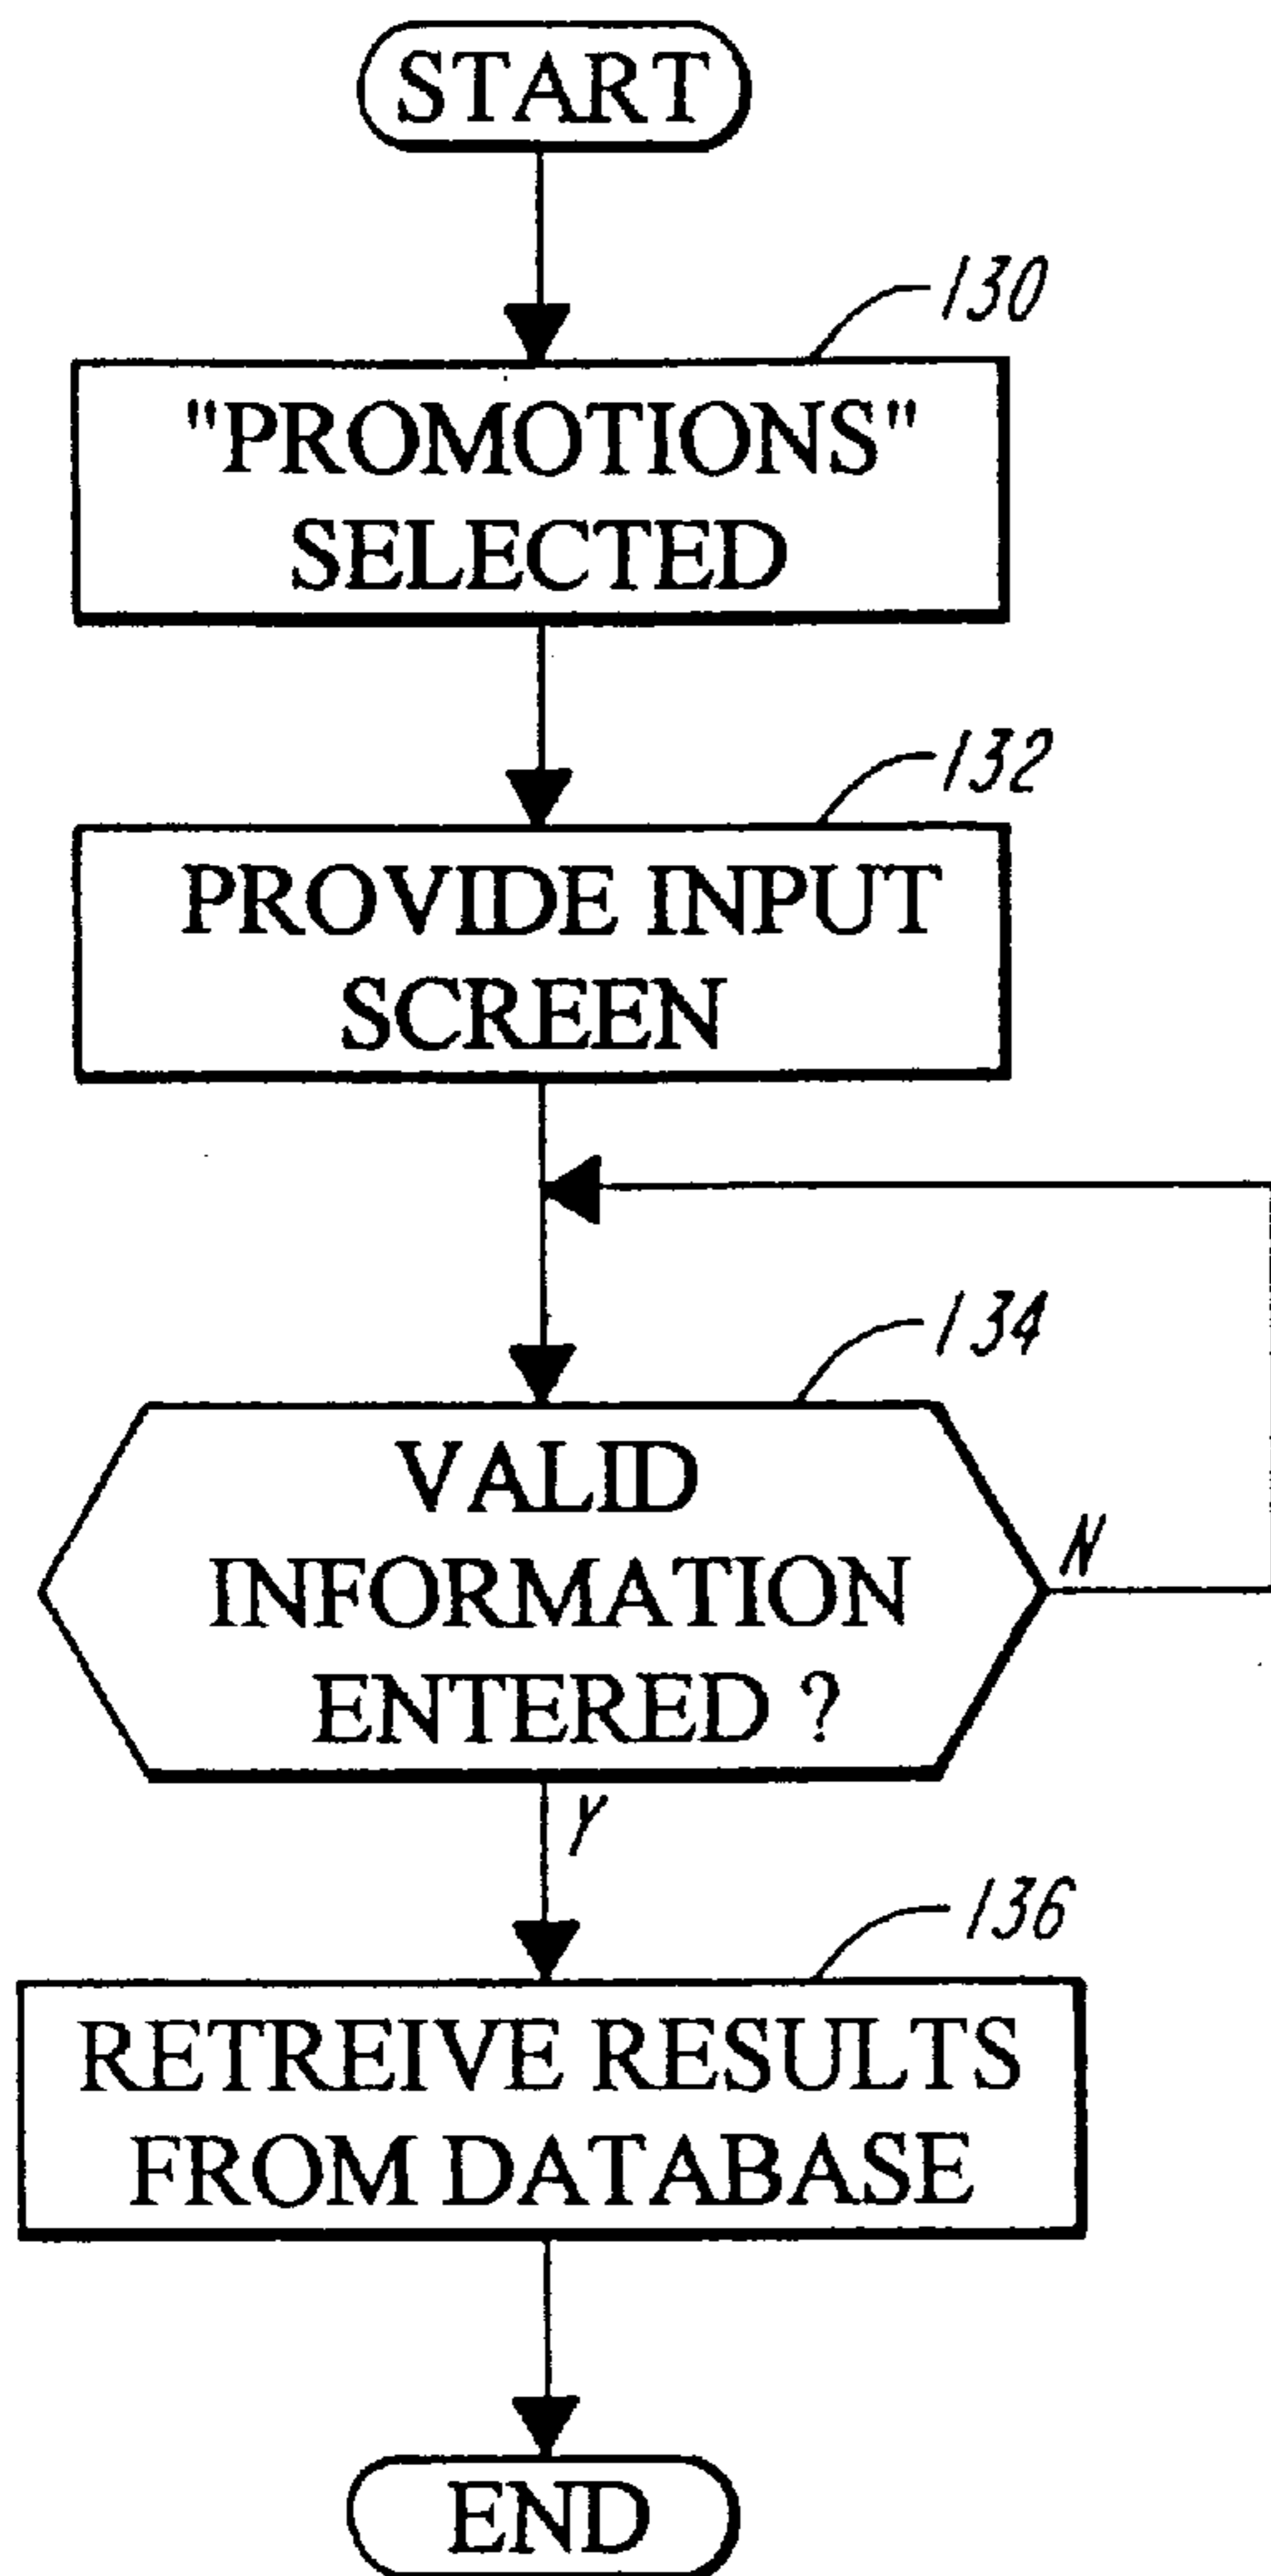 START
130
"PROMOTIONS"
SELECTED
132
PROVIDE INPUT
SCREEN
134
VALID
INFORMATION
ENTERED ?
N
Y
136
RETREIVE RESULTS
FROM DATABASE
END